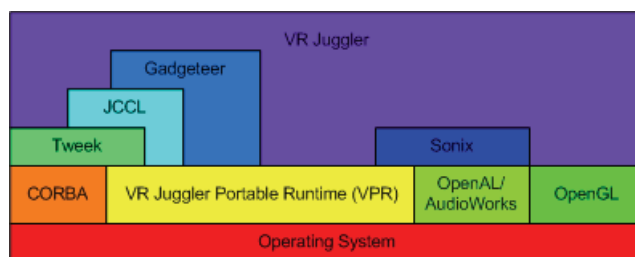 VR Juggler
Gadgeteer
JCCL
Tweek
Sonix
CORBA
VR Juggler Portable Runtime (VPR)
OpenAL/
AudioWorks
OpenGL
Operating System